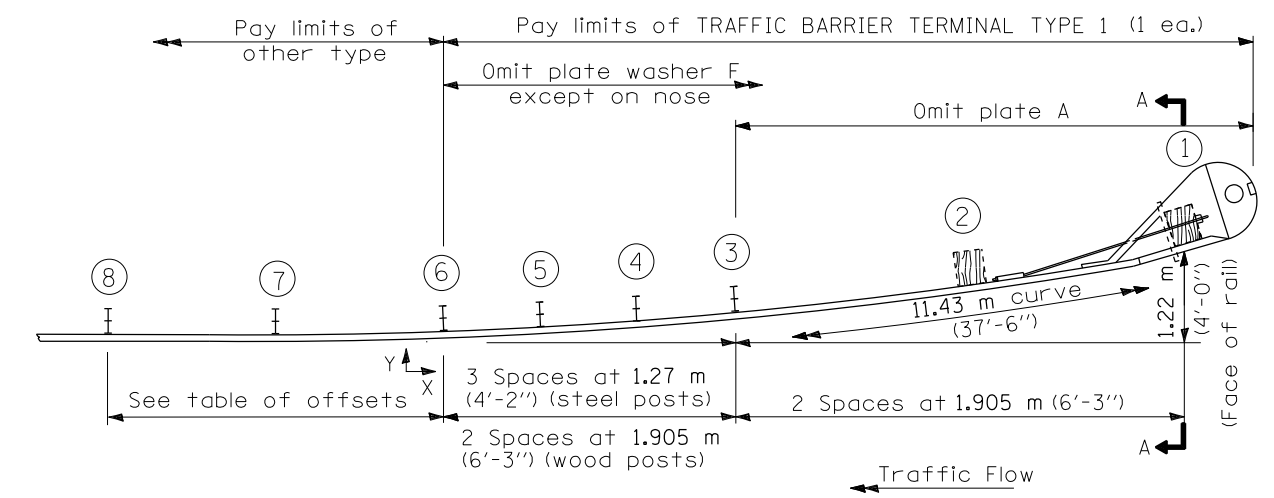 Pay limits of
other type
Pay limits of TRAFFIC BARRIER TERMINAL TYPE 1 (1 ea.)
Omit plate washer F
except on nose
Omit plate A
A
1
2
3
4
5
6
7
8
11.43 m curve
(37'-6")
1.22 m
(4'-0")
(Face of rail)
Y
X
See table of offsets
3 Spaces at 1.27 m
(4'-2") (steel posts)
2 Spaces at 1.905 m
(6'-3") (wood posts)
2 Spaces at 1.905 m (6'-3")
A
Traffic Flow